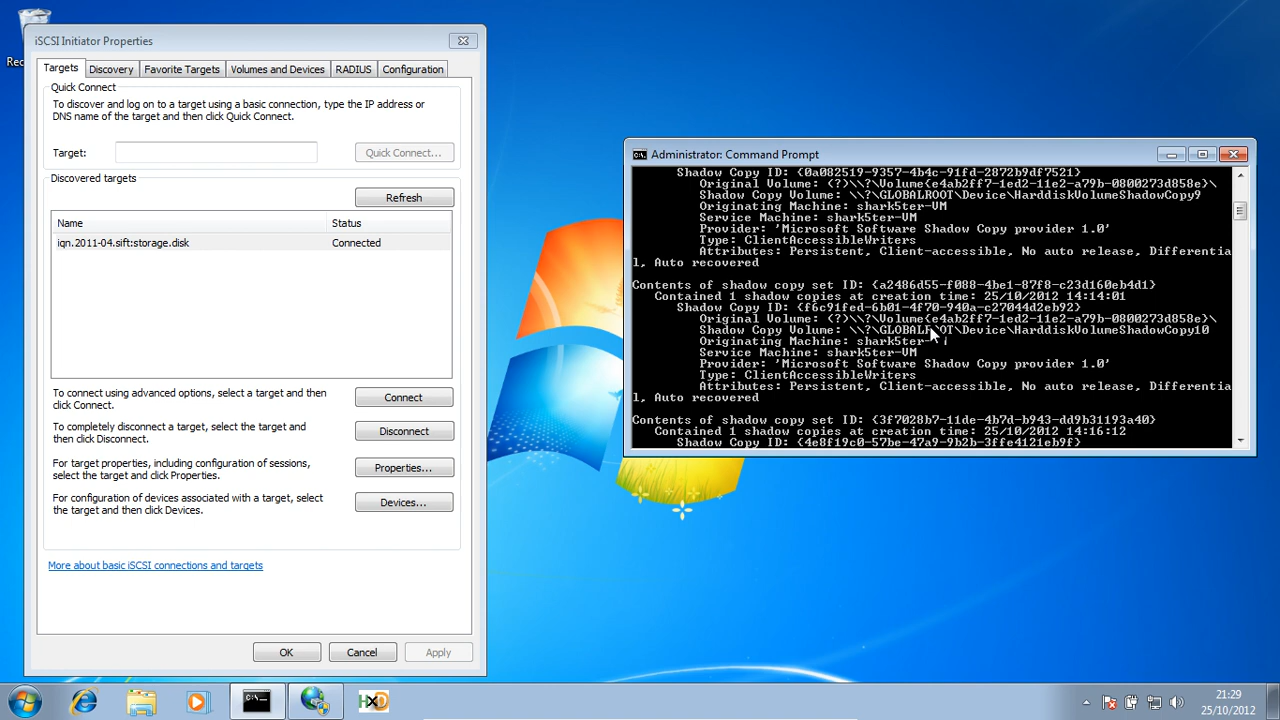 Rec
iSCSI Initiator Properties
Targets
Discovery
Favorite Targets
Volumes and Devices
RADIUS
Configuration
Quick Connect
To discover and log on to a target using a basic connection, type the IP address or
DNS name of the target and then click Quick Connect.
Target:
Quick Connect...
Discovered targets
Refresh
Name
Status
iqn.2011-04.sift:storage.disk
Connected
To connect using advanced options, select a target and then
click Connect.
Connect
To completely disconnect a target, select the target and
then click Disconnect.
Disconnect
For target properties, including configuration of sessions,
select the target and click Properties.
Properties...
For configuration of devices associated with a target, select
the target and then click Devices.
Devices...
More about basic iSCSI connections and targets
OK
Cancel
Apply
Administrator: Command Prompt
Shadow Copy ID: {0a082519-9357-4b4c-91fd-2872b9df7521}
Original Volume: (?)\\?\Volume{e4ab2ff7-1ed2-11e2-a79b-0800273d858e}\
Shadow Copy Volume: \\?\GLOBALROOT\Device\HarddiskVolumeShadowCopy9
Originating Machine: shark5ter-VM
Service Machine: shark5ter-VM
Provider: 'Microsoft Software Shadow Copy provider 1.0'
Type: ClientAccessibleWriters
Attributes: Persistent, Client-accessible, No auto release, Differentia
l, Auto recovered
Contents of shadow copy set ID: {a2486d55-f088-4be1-87f8-c23d160eb4d1}
Contained 1 shadow copies at creation time: 25/10/2012 14:14:01
Shadow Copy ID: {f6c91fed-6b01-4f70-940a-c27044d2eb92}
Original Volume: (?)\\?\Volume{e4ab2ff7-1ed2-11e2-a79b-0800273d858e}\
Shadow Copy Volume: \\?\GLOBALROOT\Device\HarddiskVolumeShadowCopy10
Originating Machine: shark5ter-
Service Machine: shark5ter-VM
Provider: 'Microsoft Software Shadow Copy provider 1.0'
Type: ClientAccessibleWriters
Attributes: Persistent, Client-accessible, No auto release, Differentia
l, Auto recovered
Contents of shadow copy set ID: {3f7028b7-11de-4b7d-b943-dd9b31193a40}
Contained 1 shadow copies at creation time: 25/10/2012 14:16:12
Shadow Copy ID: {4e8f19c0-57be-47a9-9b2b-3ffe4121eb9f}
21:29
25/10/2012